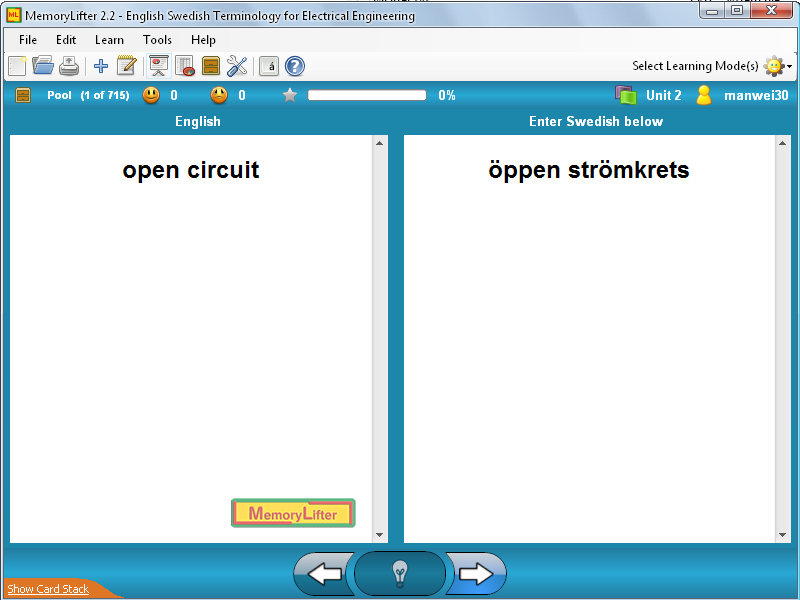 MemoryLifter 2.2 - English Swedish Terminology for Electrical Engineering
File Edit Learn Tools Help
á ? Select Learning Mode(s)
Pool (1 of 715) 0 0 0% Unit 2 manwei30
English Enter Swedish below
open circuit öppen strömkrets
MemoryLifter
Show Card Stack